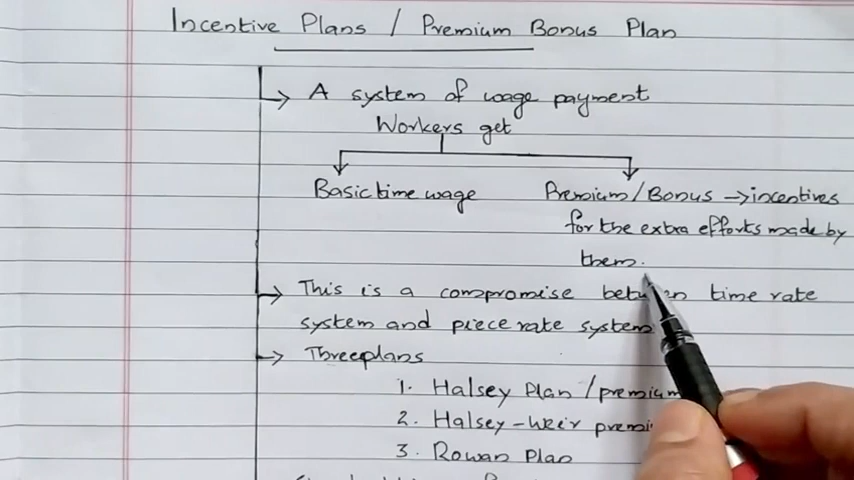 Incentive Plans / Premium Bonus Plan
A system of wage payment
Workers get
Basic time wage
Premium/Bonus → incentives
for the extra efforts made by
them.
This is a compromise between time rate
system and piece rate system
Three plans
1. Halsey Plan / premium
2. Halsey - Weir premi
3. Rowan Plan